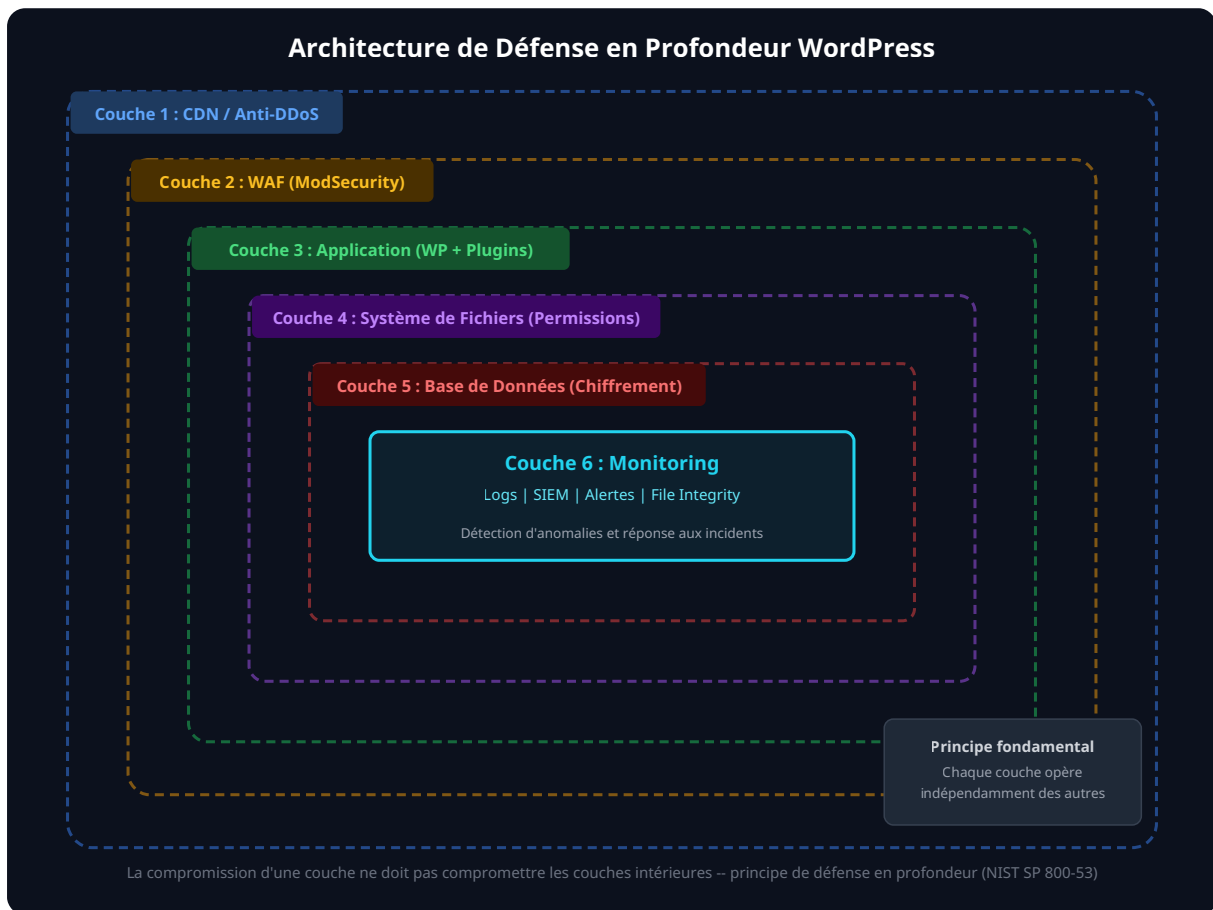 Architecture de Défense en Profondeur WordPress
Couche 1 : CDN / Anti-DDoS
Couche 2 : WAF (ModSecurity)
Couche 3 : Application (WP + Plugins)
Couche 4 : Système de Fichiers (Permissions)
Couche 5 : Base de Données (Chiffrement)
Couche 6 : Monitoring
Logs | SIEM | Alertes | File Integrity
Détection d'anomalies et réponse aux incidents
Principe fondamental
Chaque couche opère
indépendamment des autres
La compromission d'une couche ne doit pas compromettre les couches intérieures -- principe de défense en profondeur (NIST SP 800-53)